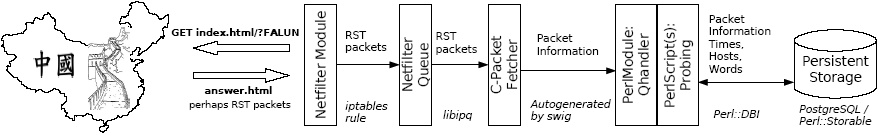 中國
GET index.html/?FALUN
answer.html
perhaps RST packets
Netfilter Module
RST
packets
iptables
rule
Netfilter
Queue
RST
packets
libipq
C-Packet
Fetcher
Packet
Information
Autogenerated
by swig
PerlModule:
Qhandler
PerlScript(s):
Probing
Packet
Information
Times,
Hosts,
Words
Perl::DBI
Persistent
Storage
PostgreSQL /
Perl::Storable